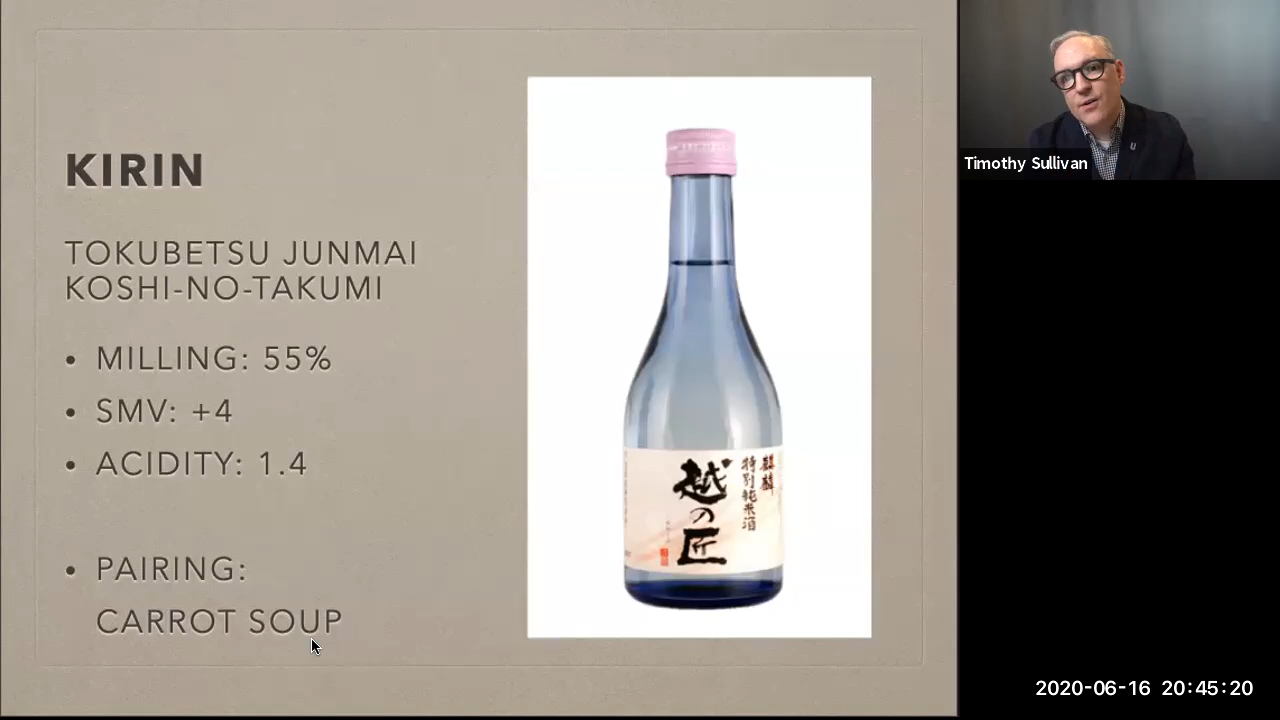 KIRIN
TOKUBETSU JUNMAI
KOSHI-NO-TAKUMI
• MILLING: 55%
• SMV: +4
• ACIDITY: 1.4
• PAIRING:
CARROT SOUP
麒麟
特別純米酒
越の匠
Timothy Sullivan
2020-06-16 20:45:20